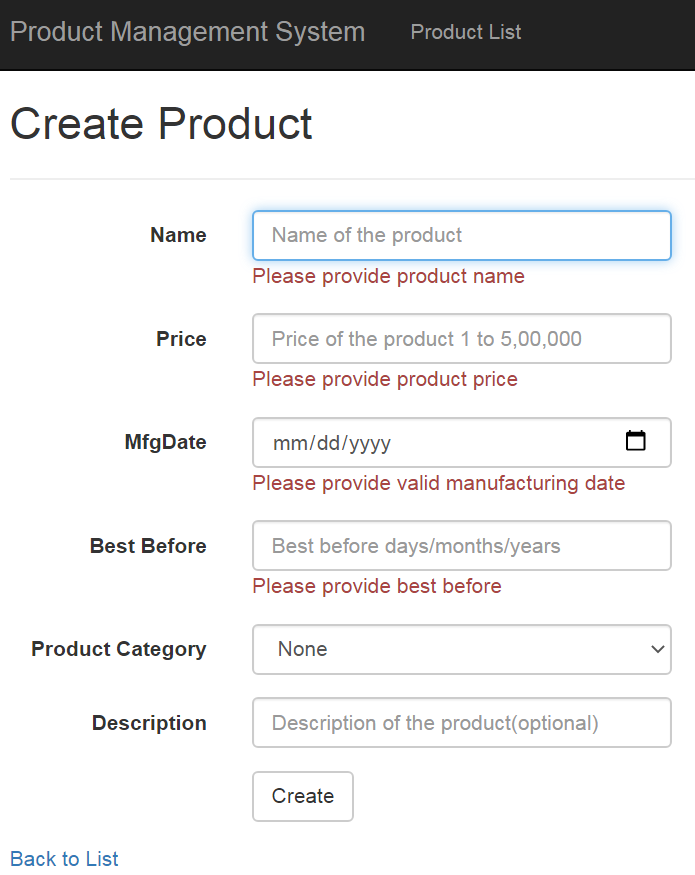 Product Management System Product List
Create Product
Name Name of the product
Please provide product name
Price Price of the product 1 to 5,00,000
Please provide product price
MfgDate mm/dd/yyyy
Please provide valid manufacturing date
Best Before Best before days/months/years
Please provide best before
Product Category None
Description Description of the product(optional)
Create
Back to List